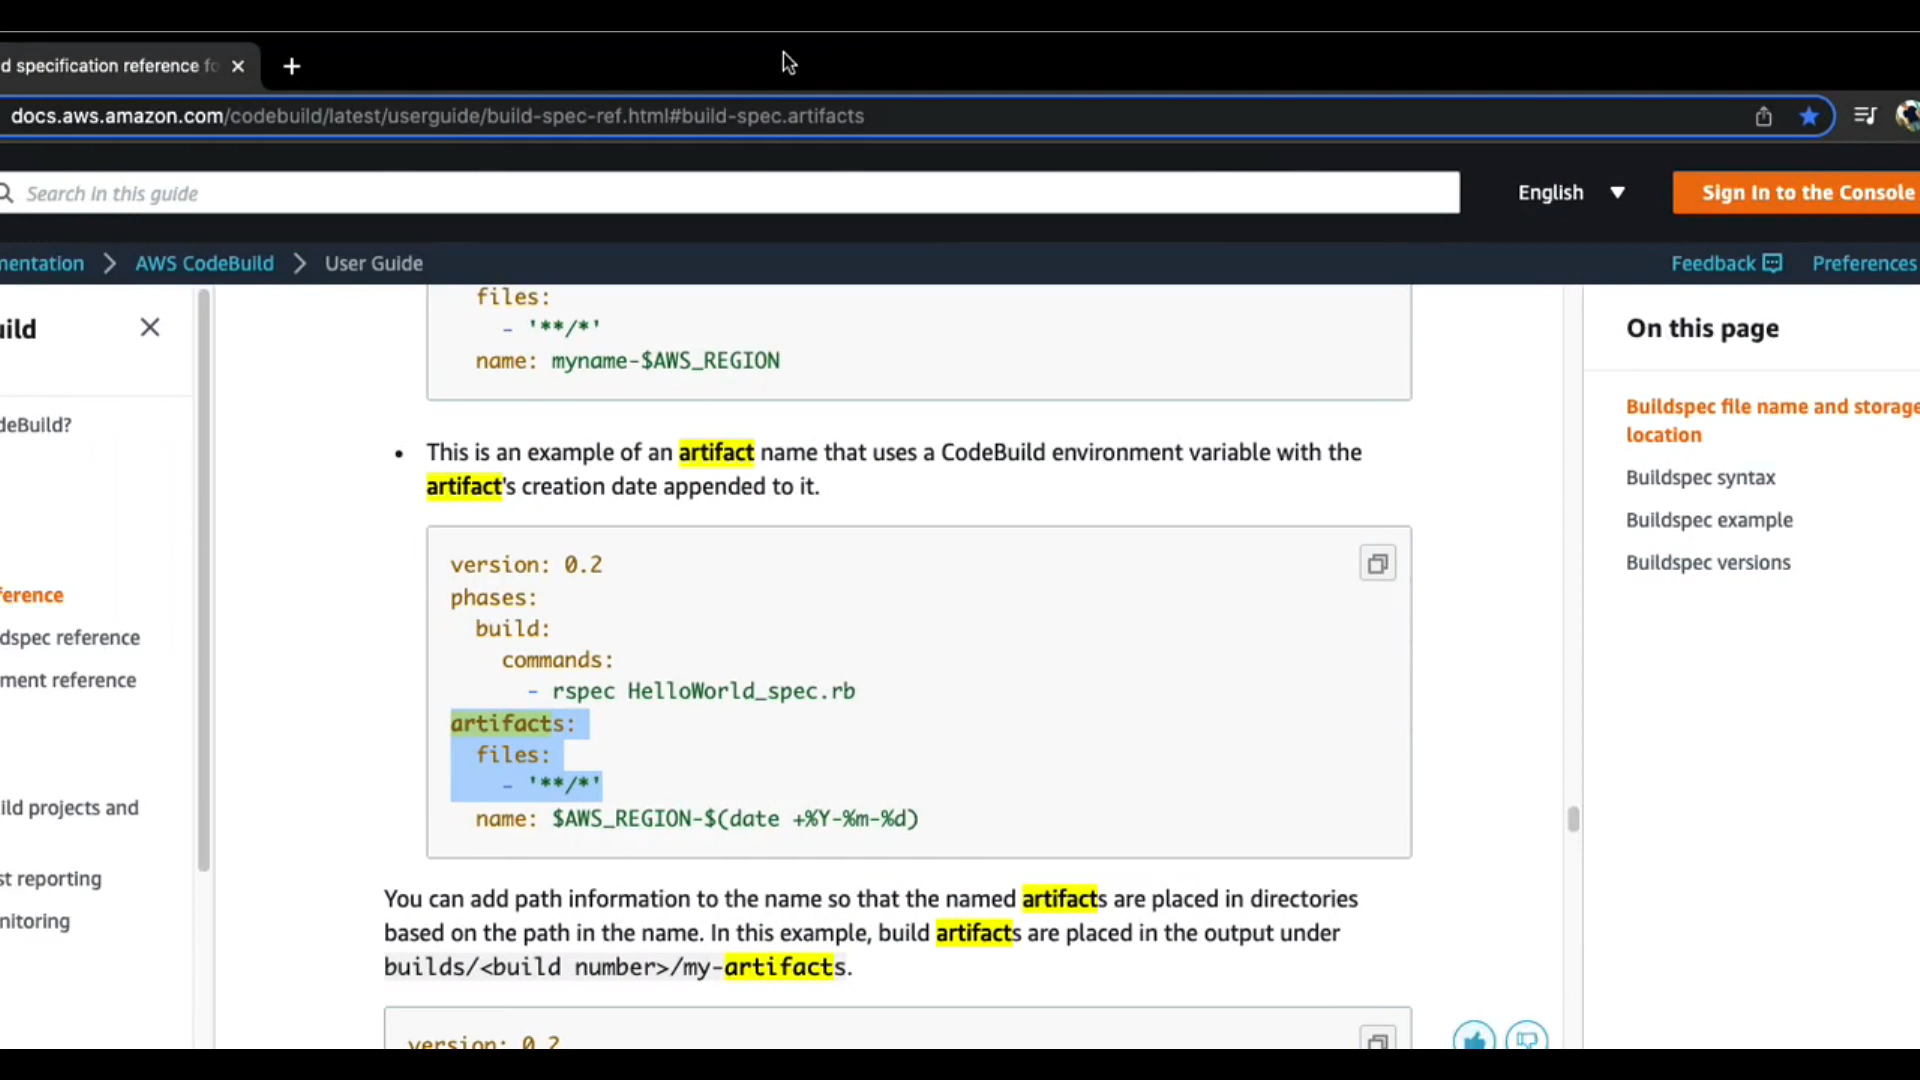 d specification reference fo
docs.aws.amazon.com/codebuild/latest/userguide/build-spec-ref.html#build-spec.artifacts
Search in this guide
English
Sign In to the Console
mentation
AWS CodeBuild
User Guide
Feedback
Preferences
files:
- '**/*'
name: myname-$AWS_REGION
uild
deBuild?
ference
dspec reference
ment reference
ild projects and
st reporting
nitoring
This is an example of an artifact name that uses a CodeBuild environment variable with the
artifact's creation date appended to it.
version: 0.2
phases:
build:
commands:
- rspec HelloWorld_spec.rb
artifacts:
files:
- '**/*'
name: $AWS_REGION-$(date +%Y-%m-%d)
You can add path information to the name so that the named artifacts are placed in directories
based on the path in the name. In this example, build artifacts are placed in the output under
builds/<build number>/my-artifacts.
version: 0.2
On this page
Buildspec file name and storage
location
Buildspec syntax
Buildspec example
Buildspec versions